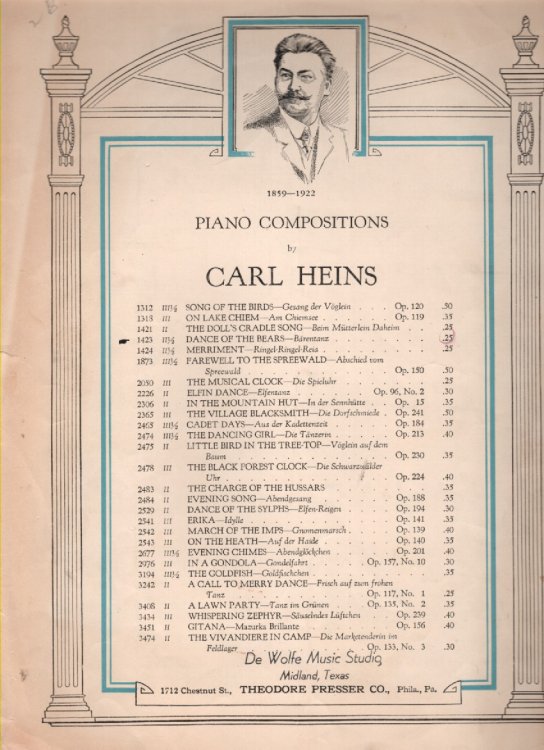 1859—1922
PIANO COMPOSITIONS
by
CARL HEINS
1312 III½ SONG OF THE BIRDS—Gesang der Vöglein . . . Op. 120 .50
1313 III ON LAKE CHIEM—Am Chiemsee . . . . . . Op. 119 .35
1421 II THE DOLL'S CRADLE SONG—Beim Mütterlein Daheim . . .25
1423 II½ DANCE OF THE BEARS—Bärentanz . . . . . . .25
1424 II½ MERRIMENT—Ringel-Ringel-Reis . . . . . . .25
1873 III½ FAREWELL TO THE SPREEWALD—Abschied vom
Spreewald . . . . . . Op. 150 .50
2050 III THE MUSICAL CLOCK—Die Spieluhr . . . . . . .25
2226 II ELFIN DANCE—Elfentanz . . . . . . Op. 96, No. 2 .30
2306 II IN THE MOUNTAIN HUT—In der Sennhütte . . Op. 15 .35
2365 III THE VILLAGE BLACKSMITH—Die Dorfschmiede . Op. 241 .50
2465 III½ CADET DAYS—Aus der Kadettenzeit . . . . Op. 184 .35
2474 III½ THE DANCING GIRL—Die Tänzerin . . . . Op. 213 .40
2475 II LITTLE BIRD IN THE TREE-TOP—Vöglein auf dem
Baum . . . . . . Op. 230 .35
2478 III THE BLACK FOREST CLOCK—Die Schwarzwälder
Uhr . . . . . . Op. 224 .40
2483 II THE CHARGE OF THE HUSSARS . . . . . . .35
2484 II EVENING SONG—Abendgesang . . . . . . Op. 188 .35
2529 II DANCE OF THE SYLPHS—Elfen-Reigen . . . . Op. 194 .30
2541 III ERIKA—Idylle . . . . . . Op. 141 .35
2542 III MARCH OF THE IMPS—Gnomenmarsch . . . . Op. 139 .40
2543 III ON THE HEATH—Auf der Haide . . . . . . Op. 140 .35
2677 III½ EVENING CHIMES—Abendglöckchen . . . . Op. 201 .40
2976 III IN A GONDOLA—Gondelfahrt . . . . Op. 157, No. 10 .30
3194 III½ THE GOLDFISH—Goldfischchen . . . . . . .35
3242 II A CALL TO MERRY DANCE—Frisch auf zum frohen
Tanz . . . . . . Op. 117, No. 1 .25
3408 II A LAWN PARTY—Tanz im Grünen . . . Op. 135, No. 2 .35
3434 III WHISPERING ZEPHYR—Säuselndes Lüftchen . . Op. 239 .40
3451 II GITANA—Mazurka Brillante . . . . . . Op. 156 .40
3474 II THE VIVANDIERE IN CAMP—Die Marketenderin im
Feldlager . . . . . . Op. 133, No. 3 .30
De Wolfe Music Studio,
Midland, Texas
1712 Chestnut St., THEODORE PRESSER CO., Phila., Pa.